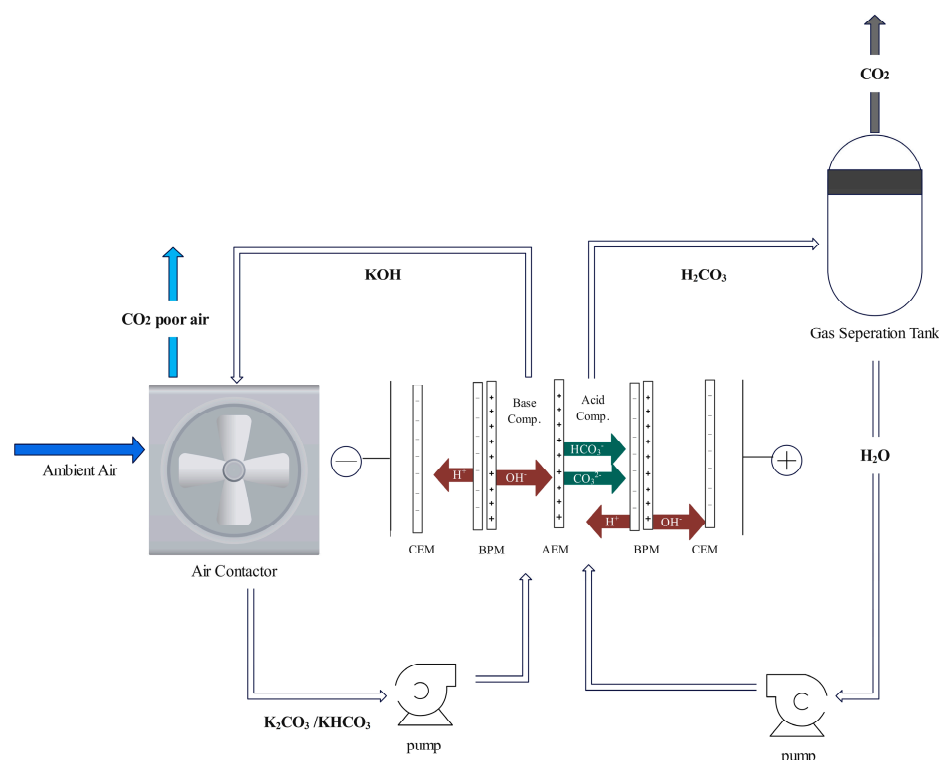 CO₂
KOH
H₂CO₃
CO₂ poor air
Gas Seperation Tank
Base
Comp.
Acid
Comp.
Ambient Air
H⁺
OH⁻
HCO₃⁻
CO₃²⁻
H⁺
OH⁻
H₂O
CEM
BPM
AEM
BPM
CEM
Air Contactor
K₂CO₃ /KHCO₃
pump
pump